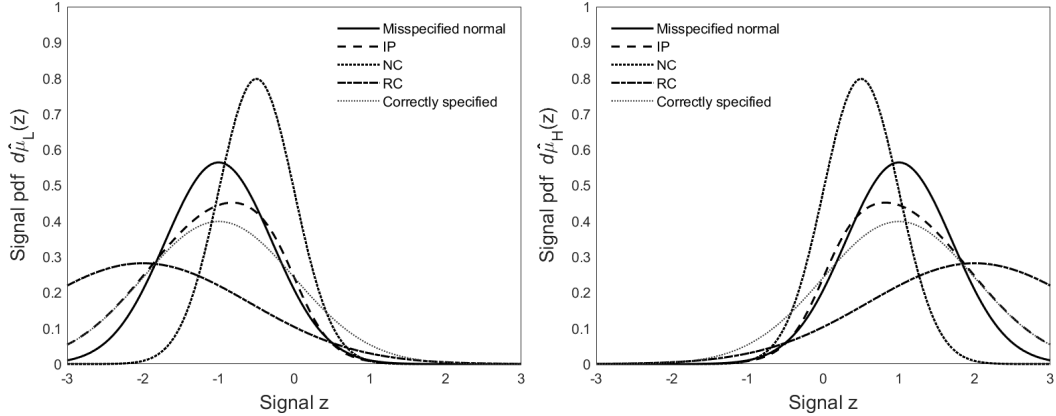 1
0.9
0.8
0.7
0.6
0.5
0.4
0.3
0.2
0.1
0
Signal pdf dμ̂_L(z)
-3 -2 -1 0 1 2 3
Signal z
Misspecified normal
IP
NC
RC
Correctly specified
1
0.9
0.8
0.7
0.6
0.5
0.4
0.3
0.2
0.1
0
Signal pdf dμ̂_H(z)
-3 -2 -1 0 1 2 3
Signal z
Misspecified normal
IP
NC
RC
Correctly specified